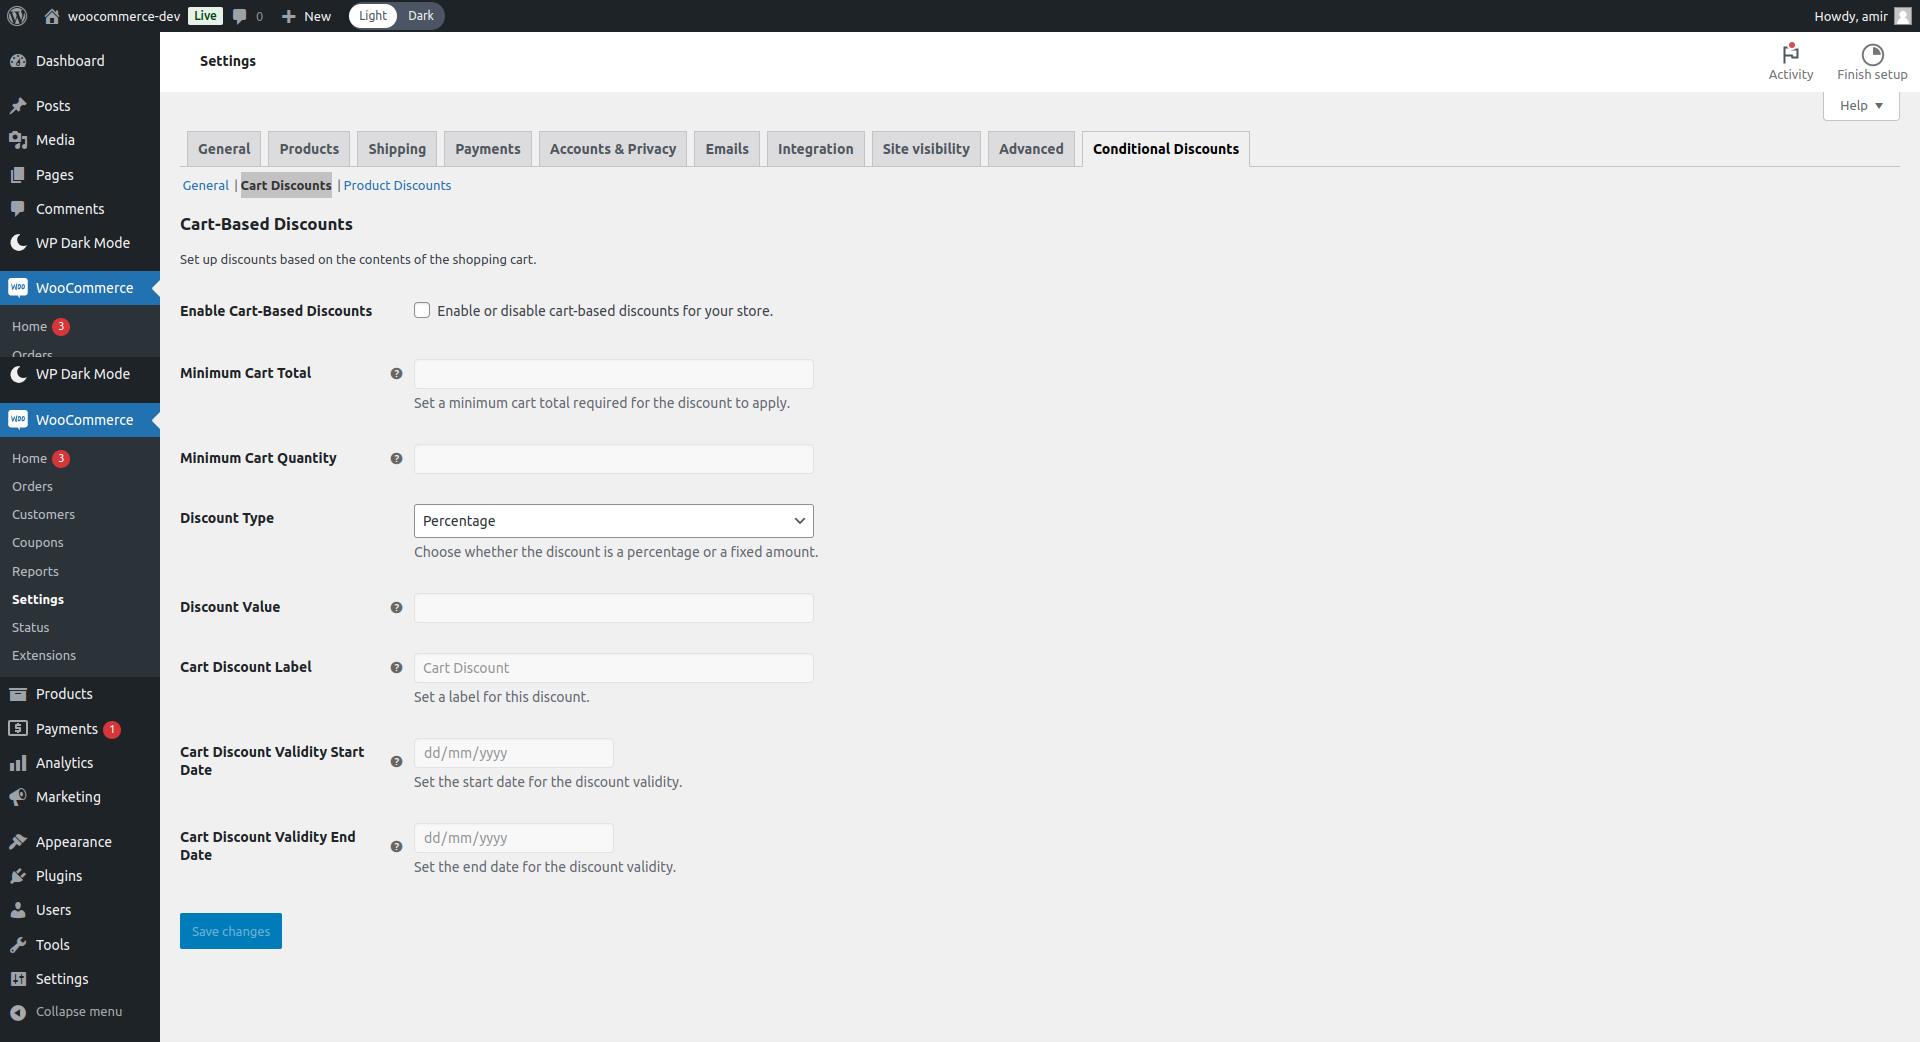 woocommerce-dev Live 0 New Light Dark Howdy, amir
Settings
Activity Finish setup
Help
Dashboard
Posts
Media
Pages
Comments
WP Dark Mode
WooCommerce
Home 3
Orders
WP Dark Mode
WooCommerce
Home 3
Orders
Customers
Coupons
Reports
Settings
Status
Extensions
Products
Payments 1
Analytics
Marketing
Appearance
Plugins
Users
Tools
Settings
Collapse menu
General Products Shipping Payments Accounts & Privacy Emails Integration Site visibility Advanced Conditional Discounts
General | Cart Discounts | Product Discounts
Cart-Based Discounts
Set up discounts based on the contents of the shopping cart.
Enable Cart-Based Discounts Enable or disable cart-based discounts for your store.
Minimum Cart Total ?
Set a minimum cart total required for the discount to apply.
Minimum Cart Quantity ?
Discount Type Percentage
Choose whether the discount is a percentage or a fixed amount.
Discount Value ?
Cart Discount Label ? Cart Discount
Set a label for this discount.
Cart Discount Validity Start
Date ? dd/mm/yyyy
Set the start date for the discount validity.
Cart Discount Validity End
Date ? dd/mm/yyyy
Set the end date for the discount validity.
Save changes